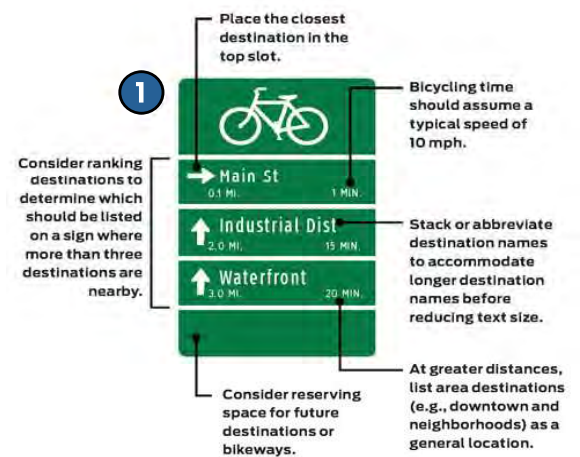 Place the closest
destination in the
top slot.
1
Bicycling time
should assume a
typical speed of
10 mph.
Consider ranking
destinations to
determine which
should be listed
on a sign where
more than three
destinations are
nearby.
Main St
0.1 MI. 1 MIN.
Industrial Dist
2.0 MI. 15 MIN.
Waterfront
3.0 MI. 20 MIN.
Stack or abbreviate
destination names
to accommodate
longer destination
names before
reducing text size.
Consider reserving
space for future
destinations or
bikeways.
At greater distances,
list area destinations
(e.g., downtown and
neighborhoods) as a
general location.